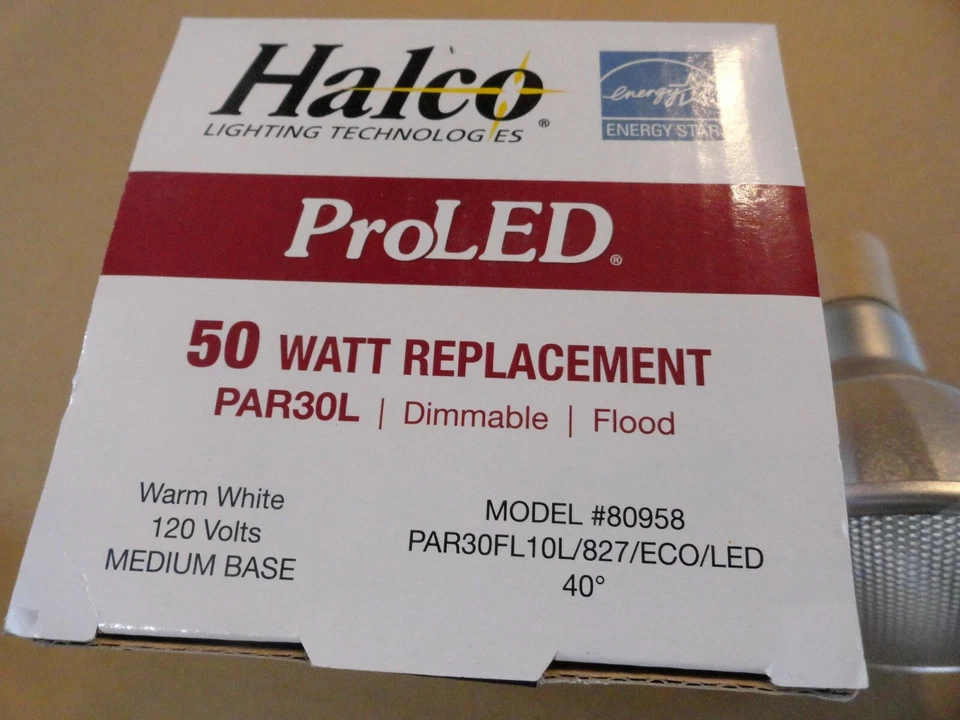 Halco®
LIGHTING TECHNOLOGIES
energy
ENERGY STAR
ProLED®
50 WATT REPLACEMENT
PAR30L | Dimmable | Flood
Warm White
120 Volts
MEDIUM BASE
MODEL #80958
PAR30FL10L/827/ECO/LED
40°